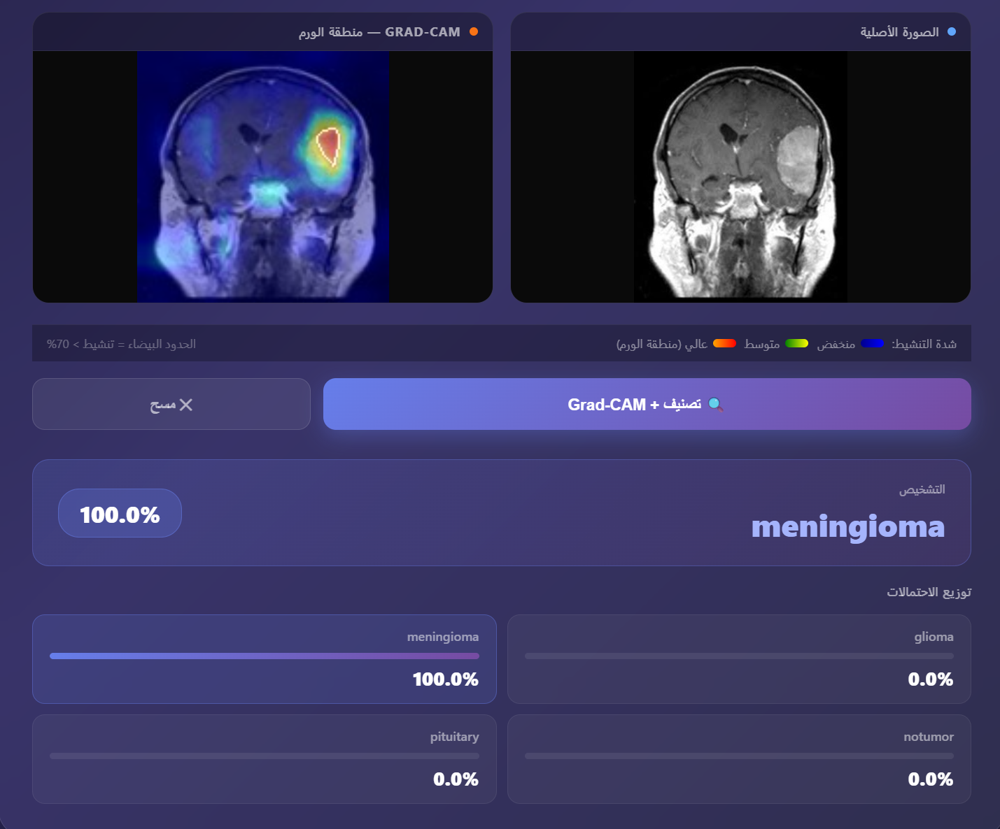 الصورة الأصلية
GRAD-CAM — منطقة الورم
شدة التنشيط: منخفض متوسط عالي (منطقة الورم)
الحدود البيضاء = تنشيط > 70%
تصنيف + Grad-CAM
مسح
التشخيص
meningioma
100.0%
توزيع الاحتمالات
glioma
0.0%
meningioma
100.0%
notumor
0.0%
pituitary
0.0%